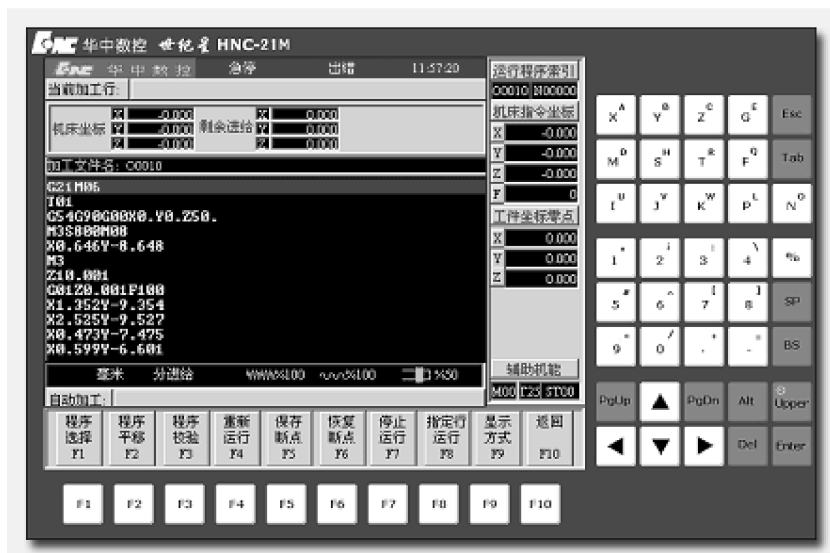 华中数控 世纪星 HNC-21M
华中数控 急停 出错 11:57:20 运行程序索引
当前加工行: O0010 N00000
机床坐标 X -0.000 剩余进给 X 0.000 机床指令坐标
Y -0.000 Y 0.000 X -0.000
Z -0.000 Z 0.000 Y -0.000
加工文件名: O0010 Z -0.000
G21M06 F 0
T01 工件坐标零点
G54G90G00X0.Y0.Z50. X 0.000
M3S800M08 Y 0.000
X0.646Y-8.648 Z 0.000
M3
Z10.001
G01Z0.001F100
X1.352Y-9.354
X2.525Y-9.527
X0.473Y-7.475
X0.599Y-6.601
毫米 分进给 %100 %100 %50 辅助机能
自动加工: M00 T25 ST00
程序选择 F1
程序平移 F2
程序校验 F3
重新运行 F4
保存断点 F5
恢复断点 F6
停止运行 F7
指定行运行 F8
显示方式 F9
返回 F10
F1 F2 F3 F4 F5 F6 F7 F8 F9 F10
X A Y B Z C G E Esc
M D S H T R F Q Tab
I U J V K W P L N O
1 2 3 4 %
5 6 7 8 SP
9 0 . - BS
PgUp ▲ PgDn Alt Upper
◀ ▼ ▶ Del Enter